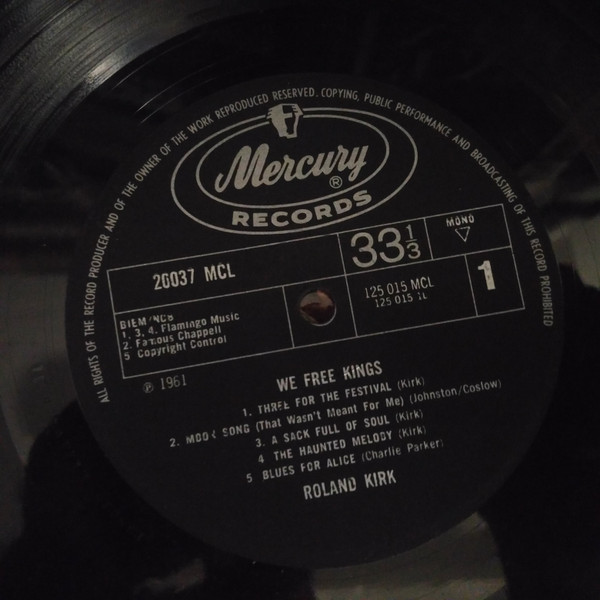 ALL RIGHTS OF THE RECORD PRODUCER AND OF THE OWNER OF THE WORK REPRODUCED RESERVED. COPYING, PUBLIC PERFORMANCE AND BROADCASTING OF THIS RECORD PROHIBITED
Mercury
®
RECORDS
20037 MCL
33 1/3
MONO
BIEM/NCB
1, 3, 4. Flamingo Music
2. Famous Chappell
5 Copyright Control
125 015 MCL
125 015 1L
1
℗ 1961
WE FREE KINGS
1. THREE FOR THE FESTIVAL (Kirk)
2. MOOK SONG (That Wasn't Meant For Me) (Johnston/Coslow)
3. A SACK FULL OF SOUL (Kirk)
4 THE HAUNTED MELODY (Kirk)
5 BLUES FOR ALICE (Charlie Parker)
ROLAND KIRK